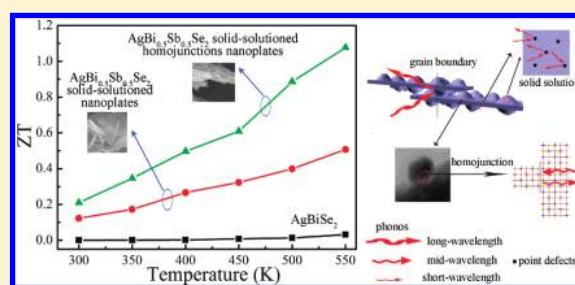 AgBi0.5Sb0.5Se2 solid-solutioned
homojunctions nanoplates
AgBi0.5Sb0.5Se2
solid-solutioned
nanoplates
AgBiSe2
ZT
1.2
1.0
0.8
0.6
0.4
0.2
0.0
300 350 400 450 500 550
Temperature (K)
grain boundary
solid solution
homojunction
phonos
long-wavelength
mid-wavelengh
short-wavelength
point defects